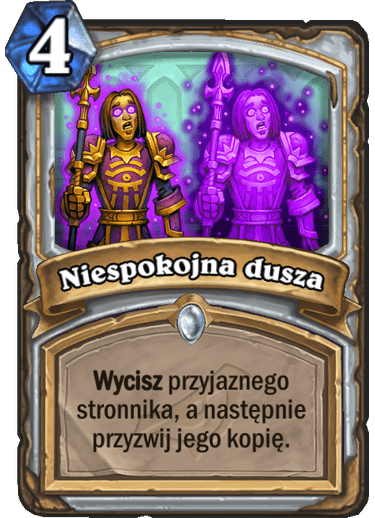 4
Niespokojna dusza
Wycisz przyjaznego
stronnika, a następnie
przyzwij jego kopię.